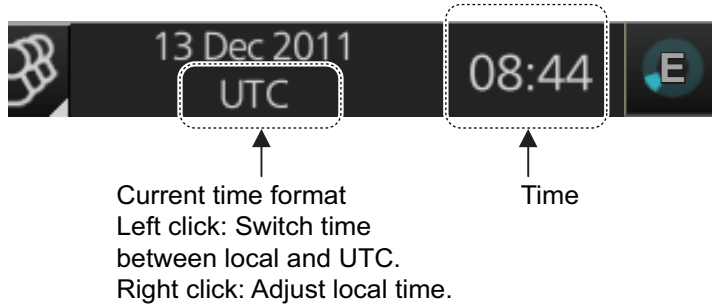 13 Dec 2011
UTC
08:44
E
Current time format
Left click: Switch time
between local and UTC.
Right click: Adjust local time.
Time